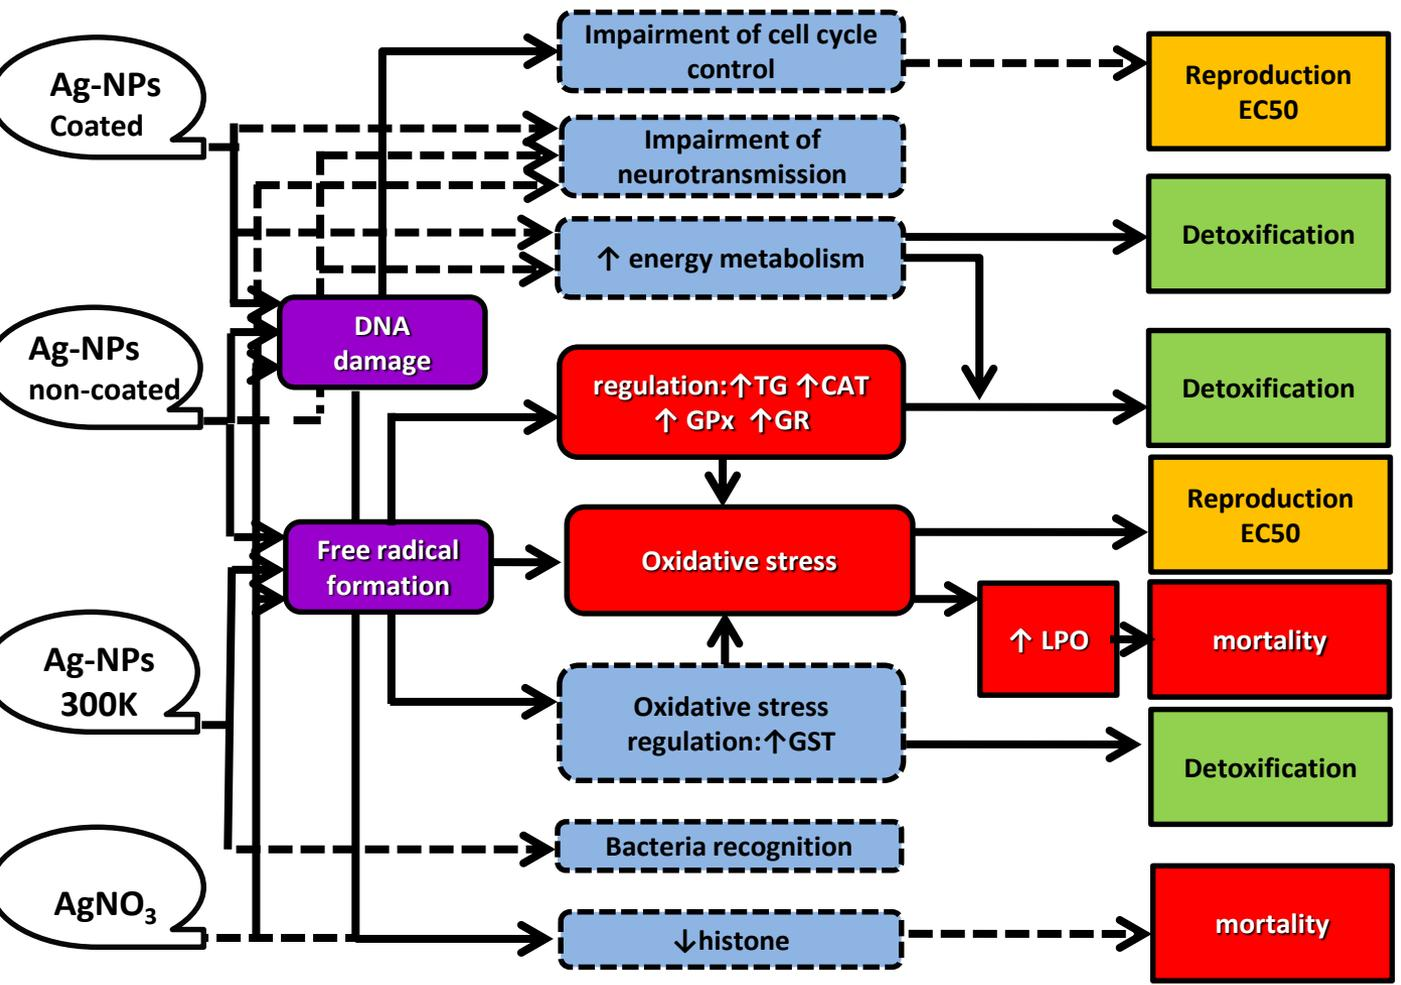 Ag-NPs
Coated
Ag-NPs
non-coated
Ag-NPs
300K
AgNO₃
DNA
damage
Free radical
formation
Impairment of cell cycle
control
Impairment of
neurotransmission
↑ energy metabolism
regulation:↑TG ↑CAT
↑ GPx ↑GR
Oxidative stress
Oxidative stress
regulation:↑GST
Bacteria recognition
↓histone
↑ LPO
Reproduction
EC50
Detoxification
Detoxification
Reproduction
EC50
mortality
Detoxification
mortality